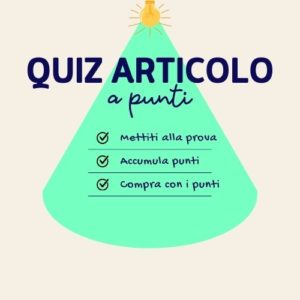 QUIZ ARTICOLO
a punti
Mettiti alla prova
Accumula punti
Compra con i punti